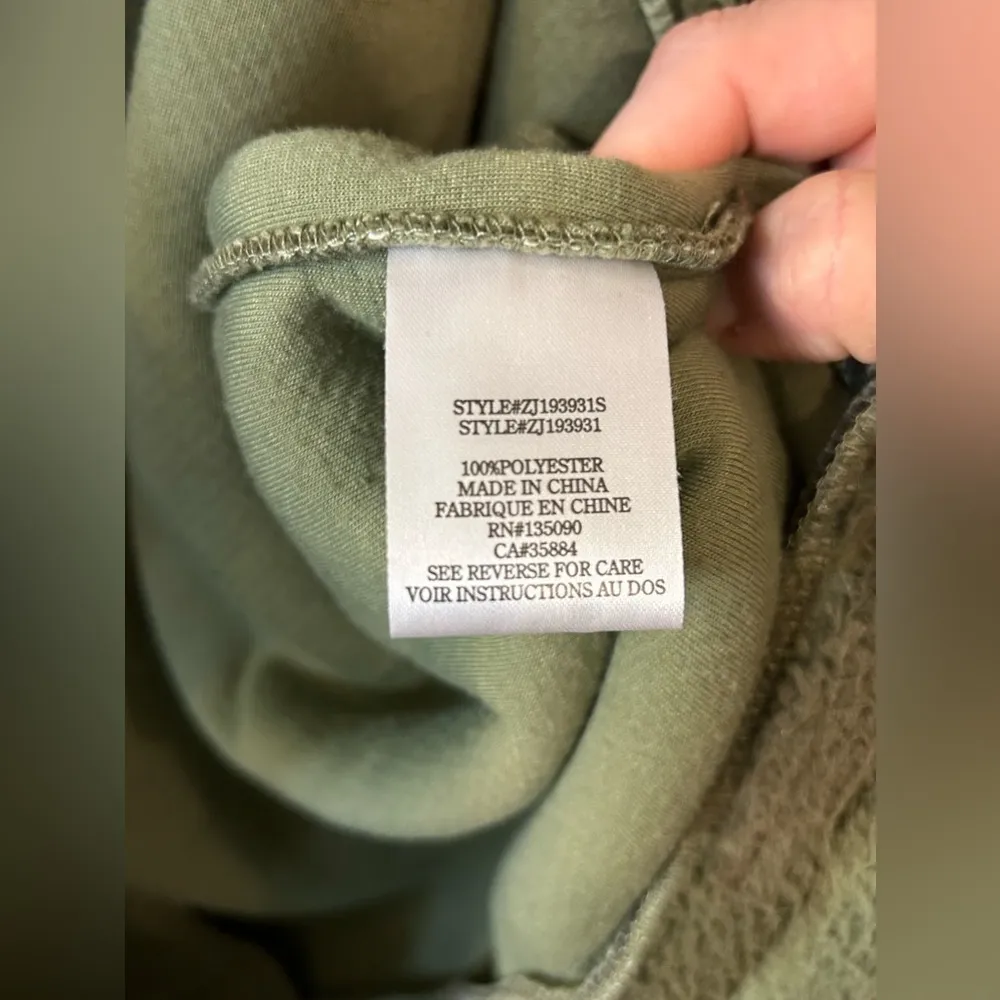 STYLE#ZJ193931S
STYLE#ZJ193931
100%POLYESTER
MADE IN CHINA
FABRIQUE EN CHINE
RN#135090
CA#35884
SEE REVERSE FOR CARE
VOIR INSTRUCTIONS AU DOS